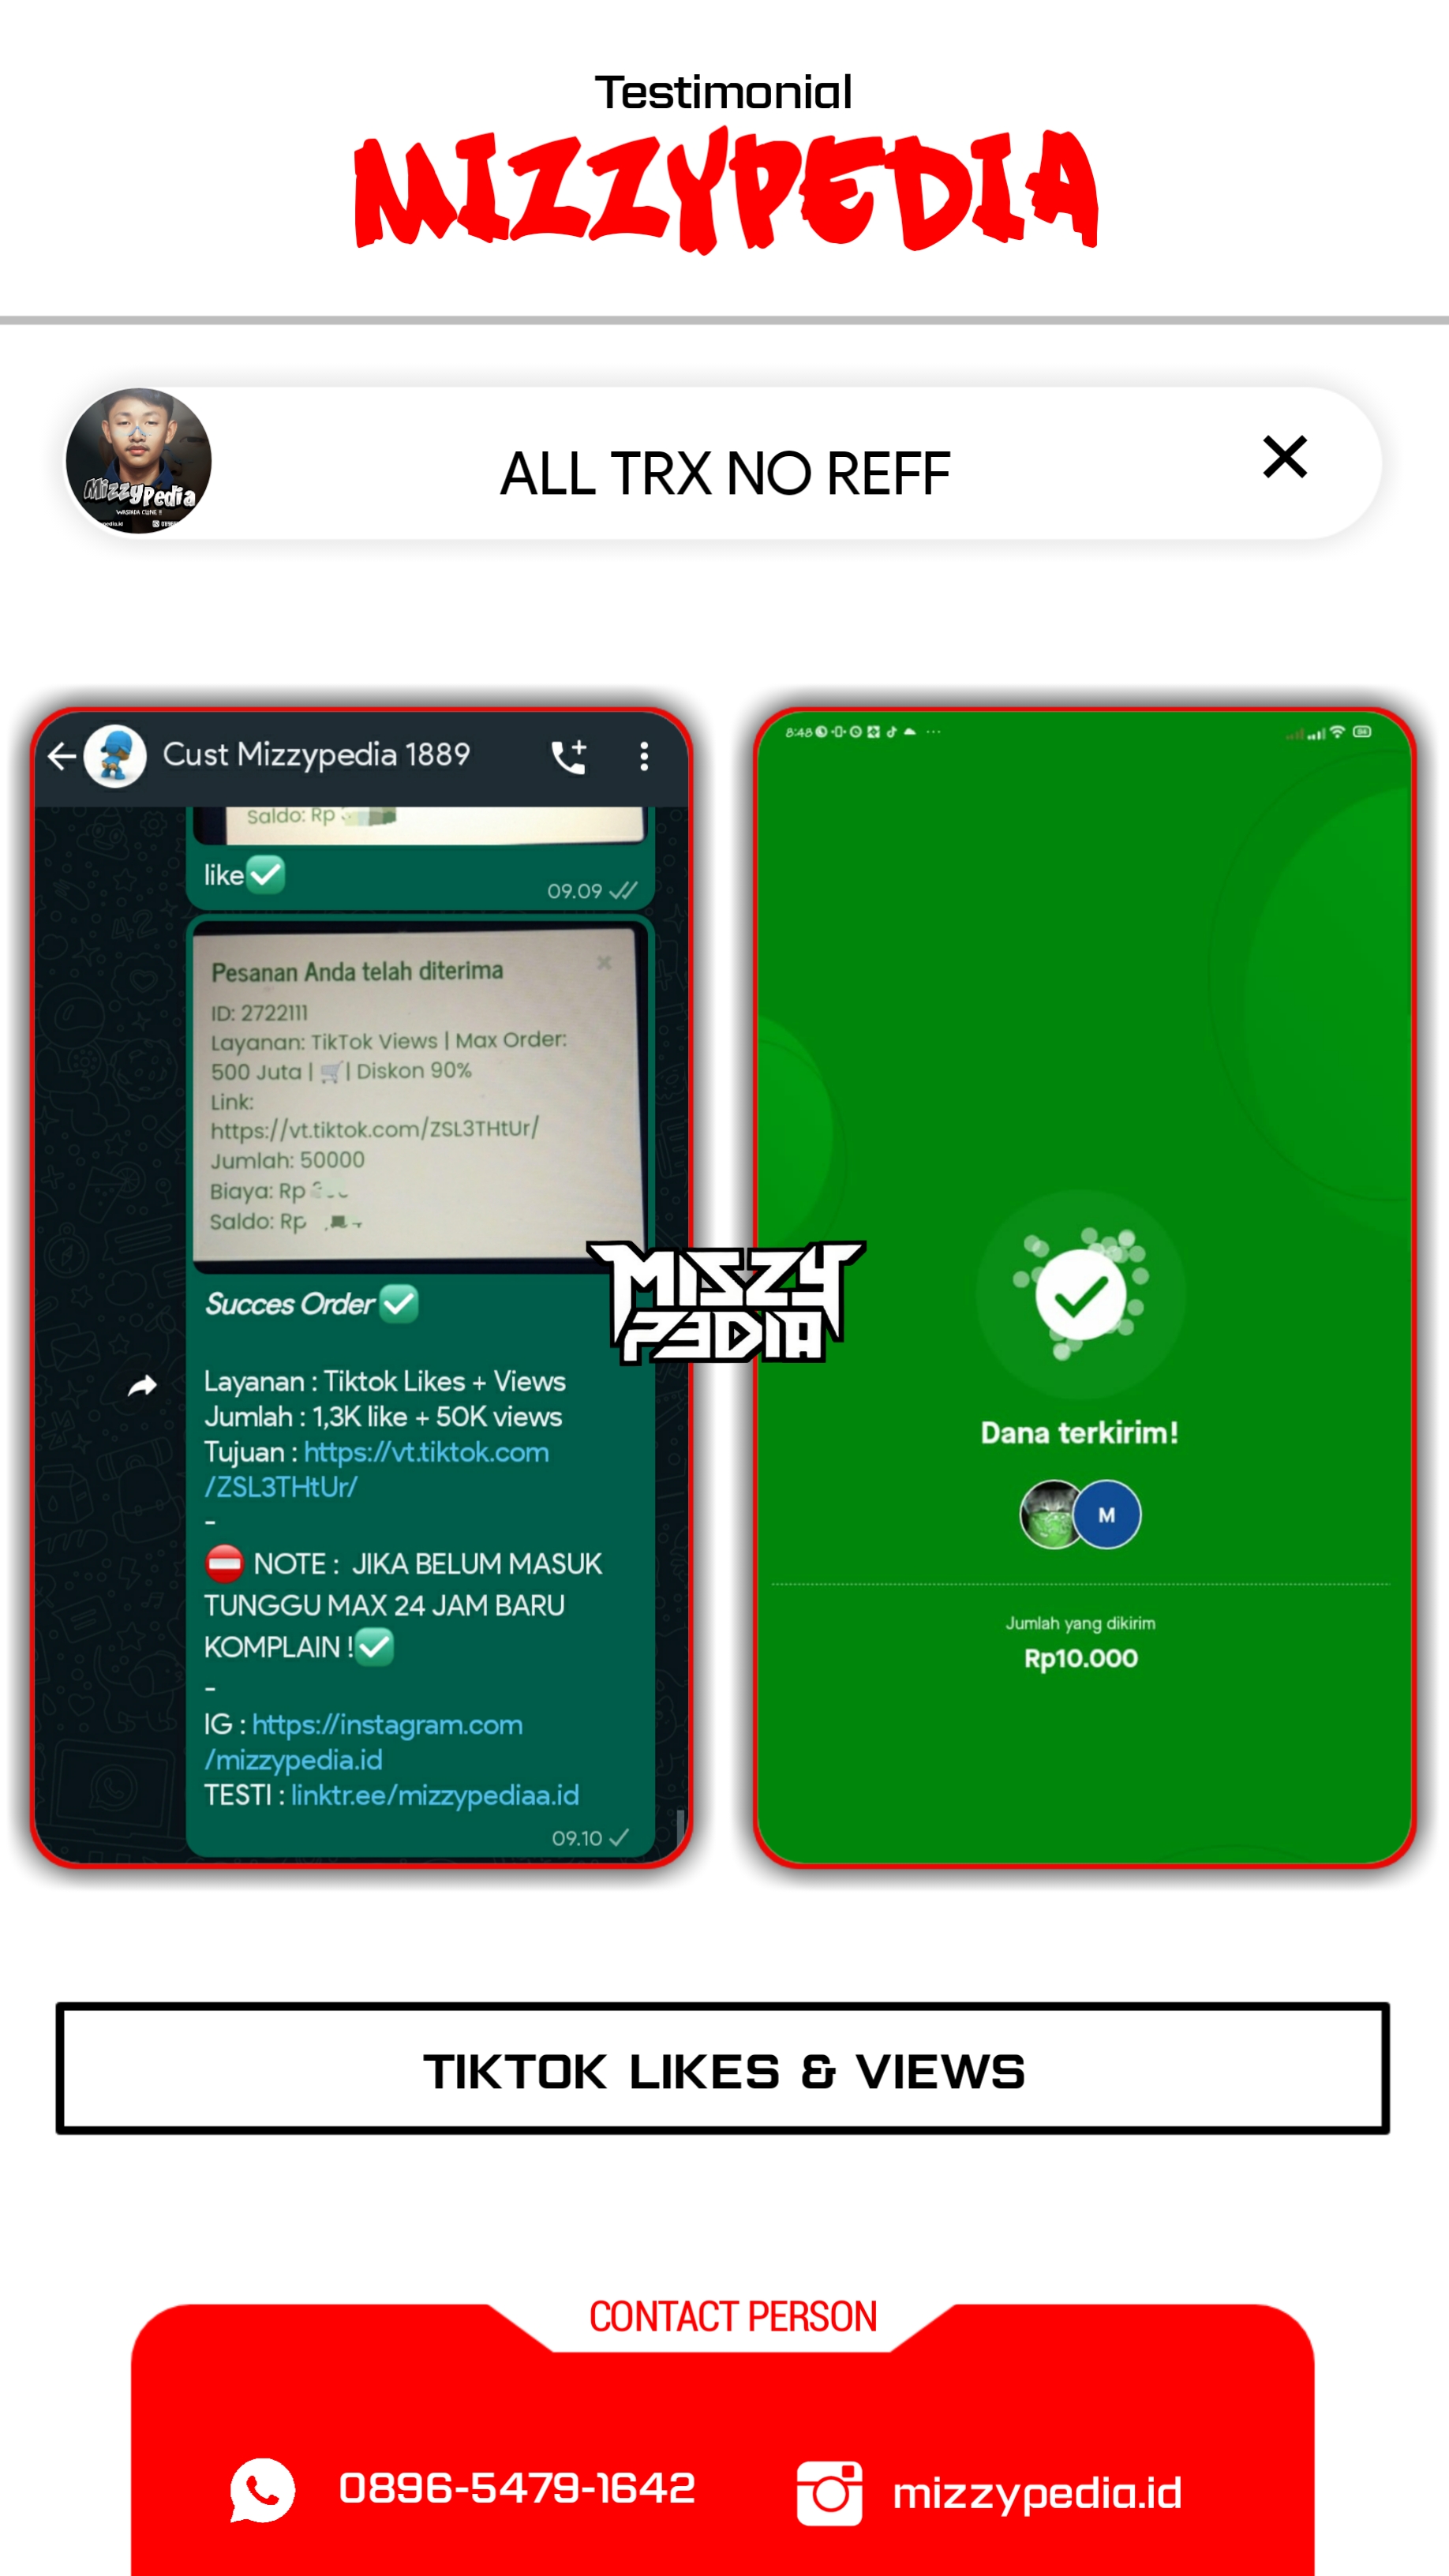 Testimonial
MIZZYPEDIA
ALL TRX NO REFF
MizzyPedia
WASPADA CLONE !!
Cust Mizzypedia 1889
Saldo: Rp
like✅
09.09
Pesanan Anda telah diterima
ID: 2722111
Layanan: TikTok Views | Max Order:
500 Juta | 🛒| Diskon 90%
Link:
https://vt.tiktok.com/ZSL3THtUr/
Jumlah: 50000
Biaya: Rp
Saldo: Rp
Succes Order✅
Layanan : Tiktok Likes + Views
Jumlah : 1,3K like + 50K views
Tujuan : https://vt.tiktok.com
/ZSL3THtUr/
-
⛔ NOTE :  JIKA BELUM MASUK
TUNGGU MAX 24 JAM BARU
KOMPLAIN !✅
-
IG : https://instagram.com
/mizzypedia.id
TESTI : linktr.ee/mizzypediaa.id
09.10
MIZZY
PEDIA
8:48
Dana terkirim!
M
Jumlah yang dikirim
Rp10.000
TIKTOK LIKES & VIEWS
CONTACT PERSON
0896-5479-1642
mizzypedia.id